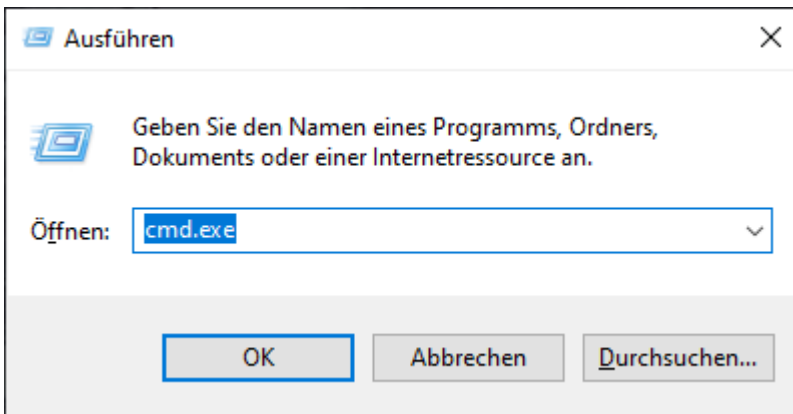 Ausführen
Geben Sie den Namen eines Programms, Ordners,
Dokuments oder einer Internetressource an.
Öffnen: cmd.exe
OK Abbrechen Durchsuchen...